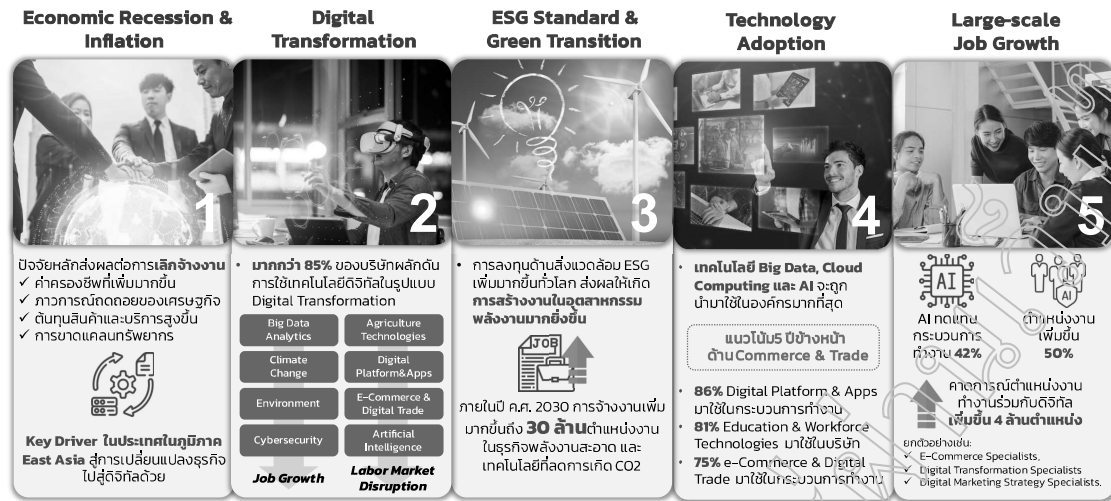 Economic Recession &
Inflation
1
ปัจจัยหลักส่งผลต่อการเลิกจ้างงาน
✓ ค่าครองชีพที่เพิ่มมากขึ้น
✓ ภาวการณ์ถดถอยของเศรษฐกิจ
✓ ต้นทุนสินค้าและบริการสูงขึ้น
✓ การขาดแคลนทรัพยากร
Key Driver ในประเทศในภูมิภาค
East Asia สู่การเปลี่ยนแปลงธุรกิจ
ไปสู่ดิจิทัลด้วย
Digital
Transformation
2
• มากกว่า 85% ของบริษัทผลักดัน
การใช้เทคโนโลยีดิจิทัลในรูปแบบ
Digital Transformation
Big Data
Analytics
Climate
Change
Environment
Cybersecurity
Job Growth
Agriculture
Technologies
Digital
Platform&Apps
E-Commerce &
Digital Trade
Artificial
Intelligence
Labor Market
Disruption
ESG Standard &
Green Transition
3
• การลงทุนด้านสิ่งแวดล้อม ESG
เพิ่มมากขึ้นทั่วโลก ส่งผลให้เกิด
การสร้างงานในอุตสาหกรรม
พลังงานมากยิ่งขึ้น
JOB
ภายในปี ค.ศ. 2030 การจ้างงานเพิ่ม
มากขึ้นถึง 30 ล้านตำแหน่งงาน
ในธุรกิจพลังงานสะอาด และ
เทคโนโลยีที่ลดการเกิด CO2
Technology
Adoption
4
• เทคโนโลยี Big Data, Cloud
Computing และ AI จะถูก
นำมาใช้ในองค์กรมากที่สุด
แนวโน้ม5 ปีข้างหน้า
ด้าน Commerce & Trade
• 86% Digital Platform & Apps
มาใช้ในกระบวนการทำงาน
• 81% Education & Workforce
Technologies มาใช้ในบริษัท
• 75% e-Commerce & Digital
Trade มาใช้ในกระบวนการทำงาน
Large-scale
Job Growth
5
AI
AI ทดแทน
กระบวนการ
ทำงาน 42%
AI
ตำแหน่งงาน
เพิ่มขึ้น
50%
คาดการณ์ตำแหน่งงาน
ทำงานร่วมกับดิจิทัล
เพิ่มขึ้น 4 ล้านตำแหน่ง
ยกตัวอย่างเช่น:
✓ E-Commerce Specialists,
✓ Digital Transformation Specialists
✓ Digital Marketing Strategy Specialists.